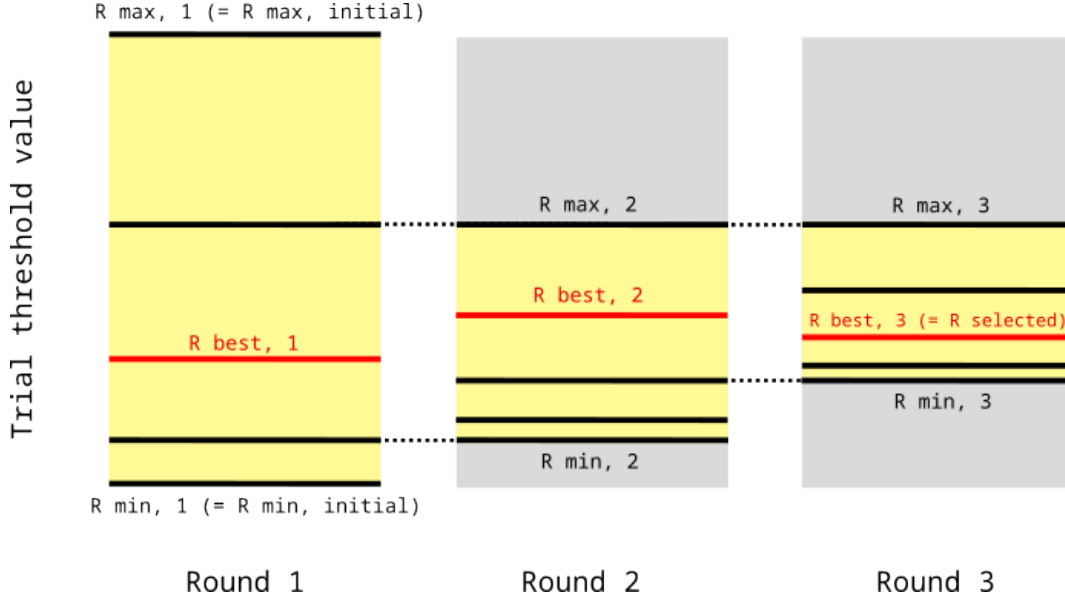 R max, 1 (= R max, initial)
Trial threshold value
R max, 2
R max, 3
R best, 2
R best, 3 (= R selected)
R best, 1
R min, 3
R min, 2
R min, 1 (= R min, initial)
Round 1
Round 2
Round 3